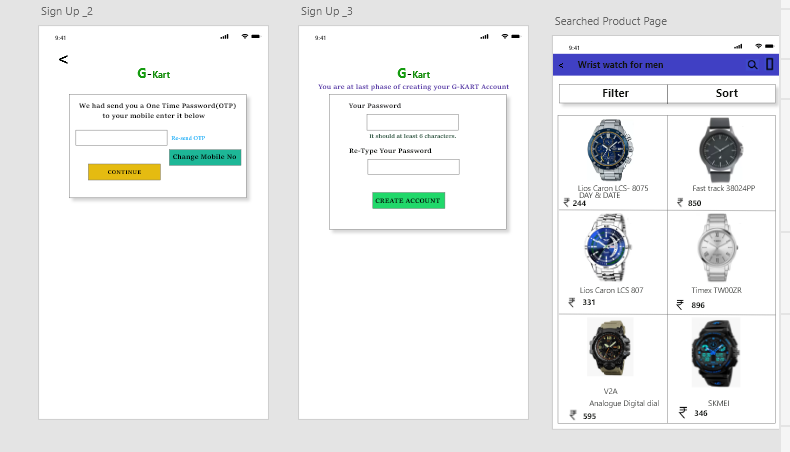 Sign Up _2
9:41
<
G-Kart
We had send you a One Time Password(OTP)
to your mobile enter it below
Re-send OTP
Change Mobile No
CONTINUE
Sign Up _3
9:41
G-Kart
You are at last phase of creating your G-KART Account
Your Password
it should at least 6 characters.
Re-Type Your Password
CREATE ACCOUNT
Searched Product Page
9:41
< Wrist watch for men
Filter Sort
Lios Caron LCS- 8075
DAY & DATE
₹ 244
Fast track 38024PP
₹ 850
Lios Caron LCS 807
₹ 331
Timex TW00ZR
₹ 896
V2A
Analogue Digital dial
₹ 595
SKMEI
₹ 346